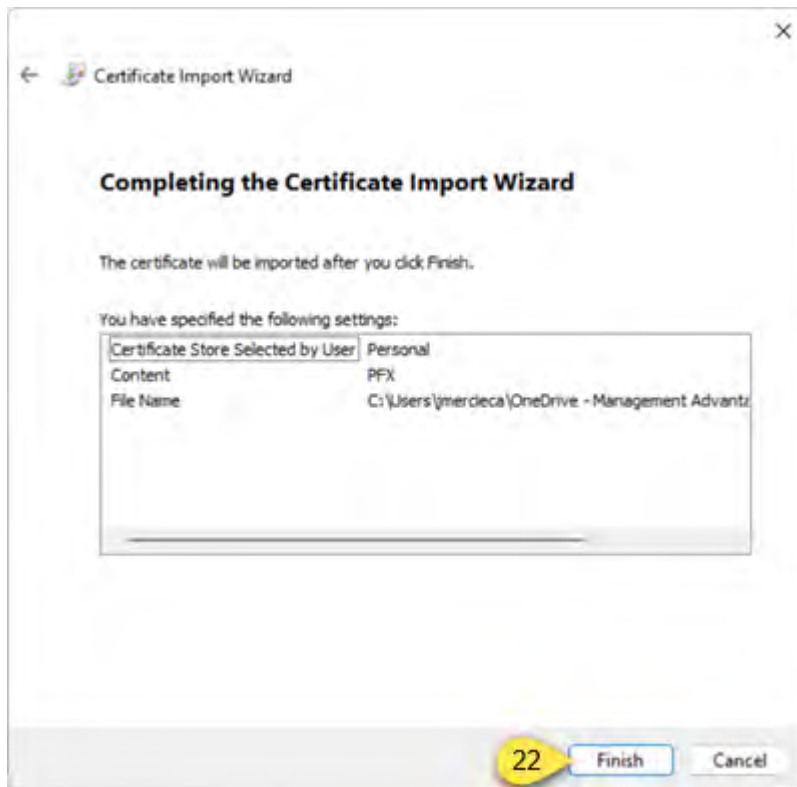 Certificate Import Wizard
Completing the Certificate Import Wizard
The certificate will be imported after you click Finish.
You have specified the following settings:
Certificate Store Selected by User Personal
Content PFX
File Name C:\Users\jmercieca\OneDrive - Management Advanta
22 Finish Cancel